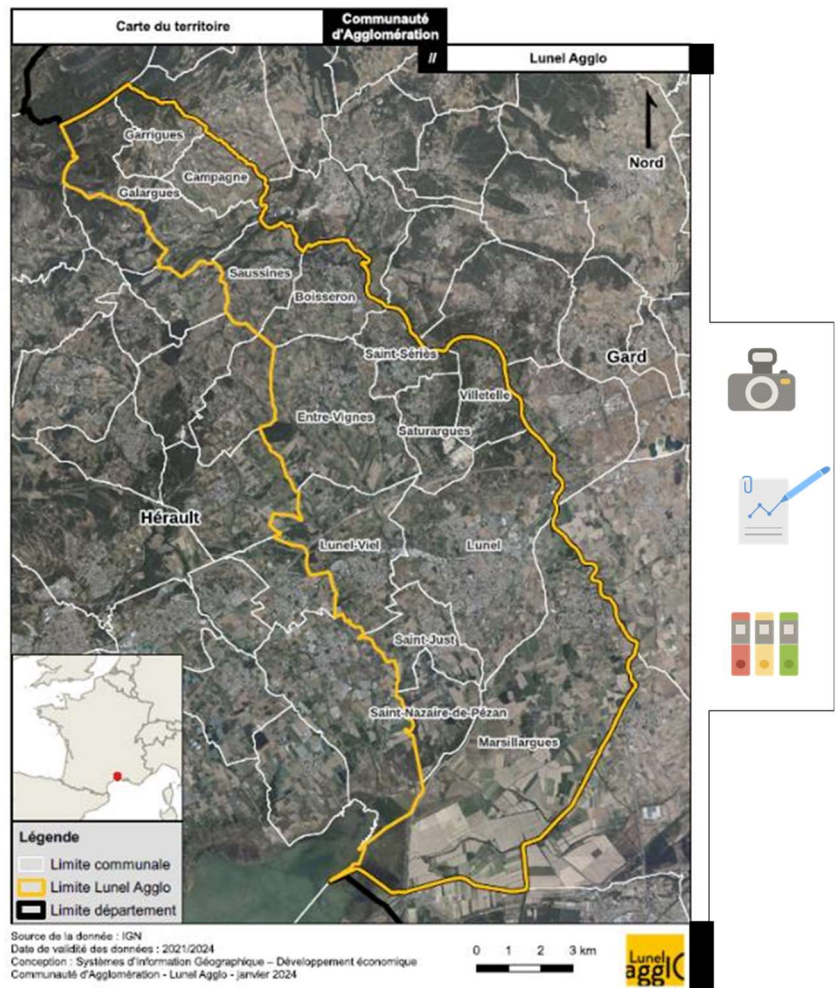 Carte du territoire
Communauté
d'Agglomération
//
Lunel Agglo
Nord
Garrigues
Campagne
Galargues
Saussines
Boisseron
Saint-Sériès
Gard
Villetelle
Entre-Vignes
Saturargues
Hérault
Lunel-Viel
Lunel
Saint-Just
Saint-Nazaire-de-Pézan
Marsillargues
Légende
Limite communale
Limite Lunel Agglo
Limite département
Source de la donnée : IGN
Date de validité des données : 2021/2024
Conception : Systèmes d'Information Géographique – Développement économique
Communauté d'Agglomération - Lunel Agglo - janvier 2024
0 1 2 3 km
Lunel
agglO